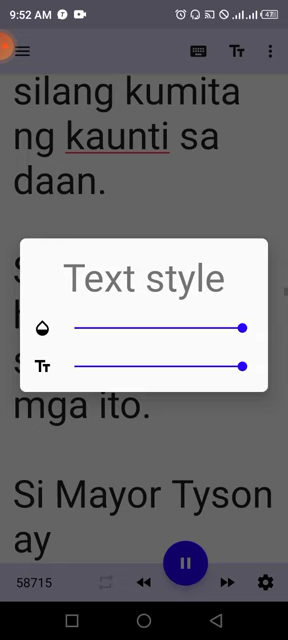 9:52 AM
silang kumita
ng kaunti sa
daan.
Text style
mga ito.
Si Mayor Tyson
ay
58715